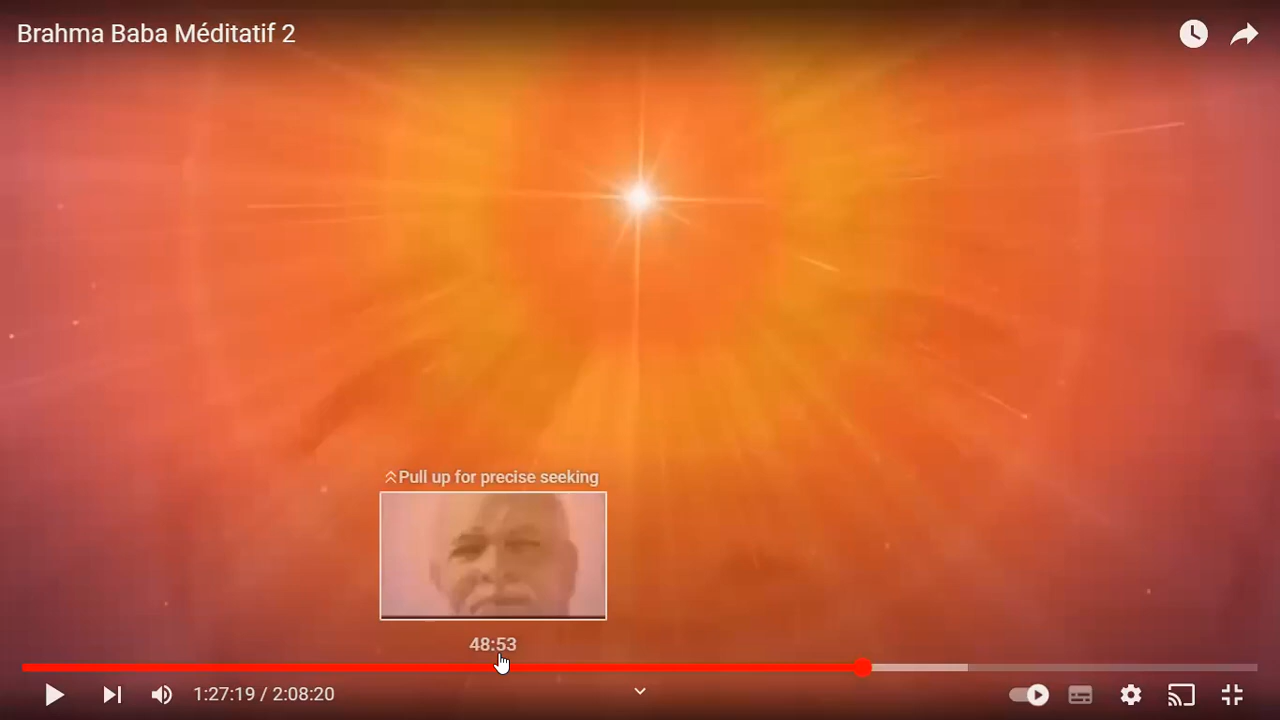 Brahma Baba Méditatif 2
Pull up for precise seeking
48:53
1:27:19 / 2:08:20